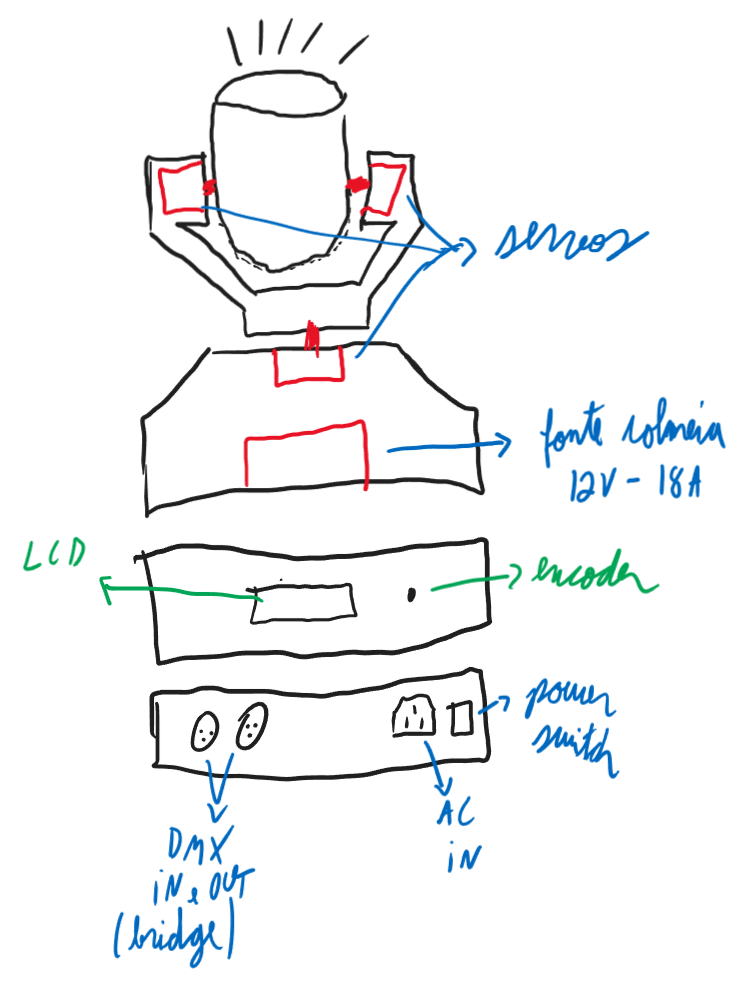 servos
fonte colmeia
12V - 18A
LCD
encoder
power
switch
DMX
iN e OUT
(bridge)
AC
iN